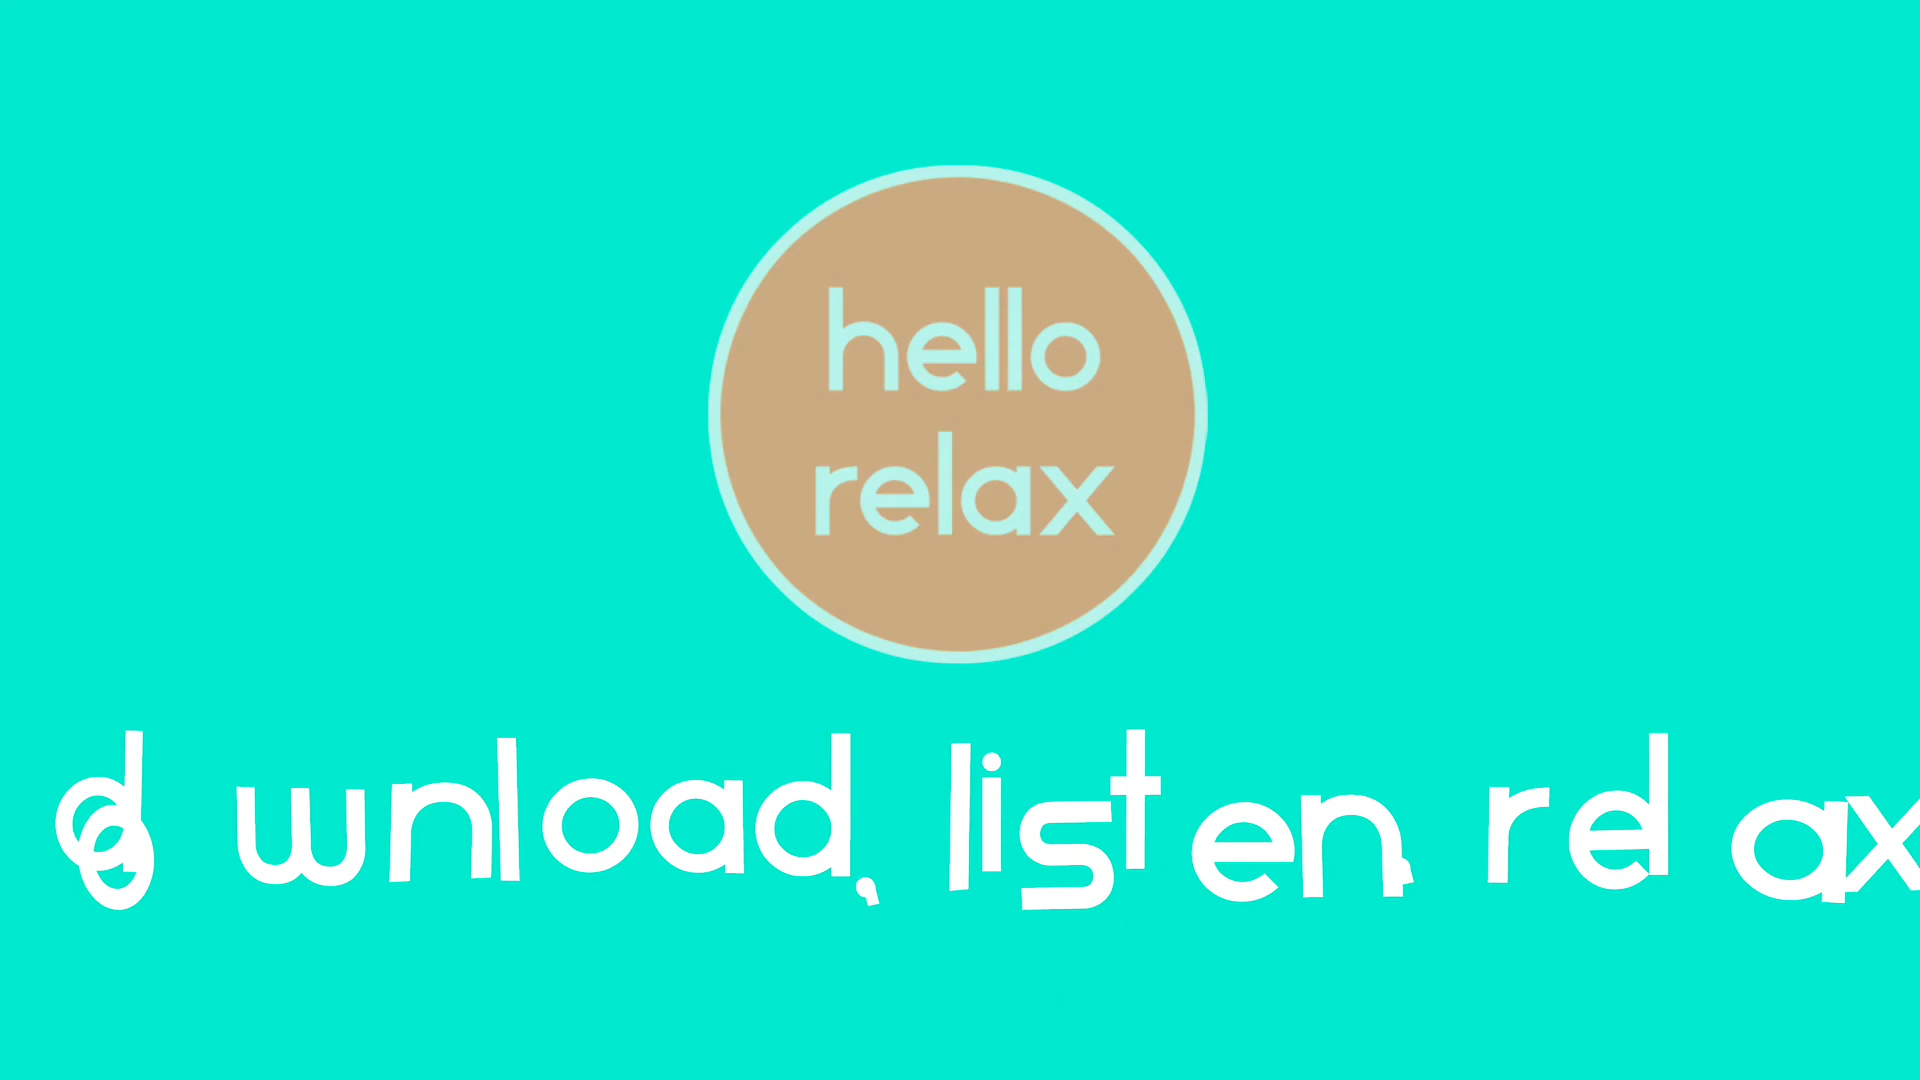 hello
relax
download, listen, relax